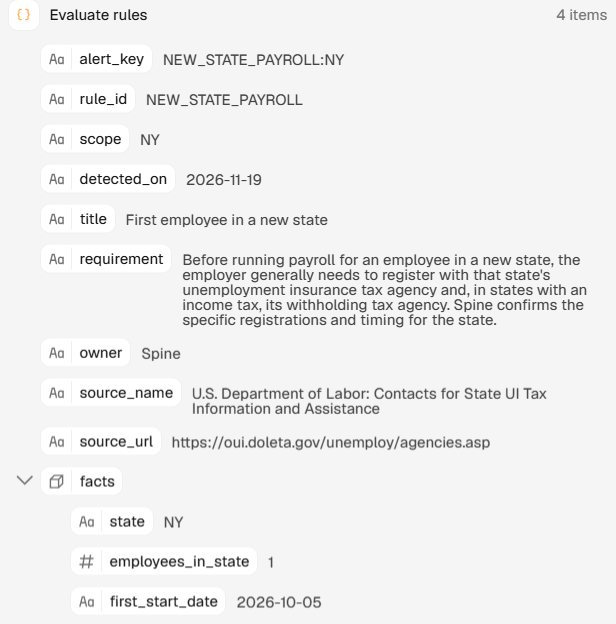 {} Evaluate rules 4 items
Aa alert_key NEW_STATE_PAYROLL:NY
Aa rule_id NEW_STATE_PAYROLL
Aa scope NY
Aa detected_on 2026-11-19
Aa title First employee in a new state
Aa requirement Before running payroll for an employee in a new state, the
employer generally needs to register with that state's
unemployment insurance tax agency and, in states with an
income tax, its withholding tax agency. Spine confirms the
specific registrations and timing for the state.
Aa owner Spine
Aa source_name U.S. Department of Labor: Contacts for State UI Tax
Information and Assistance
Aa source_url https://oui.doleta.gov/unemploy/agencies.asp
facts
Aa state NY
# employees_in_state 1
Aa first_start_date 2026-10-05